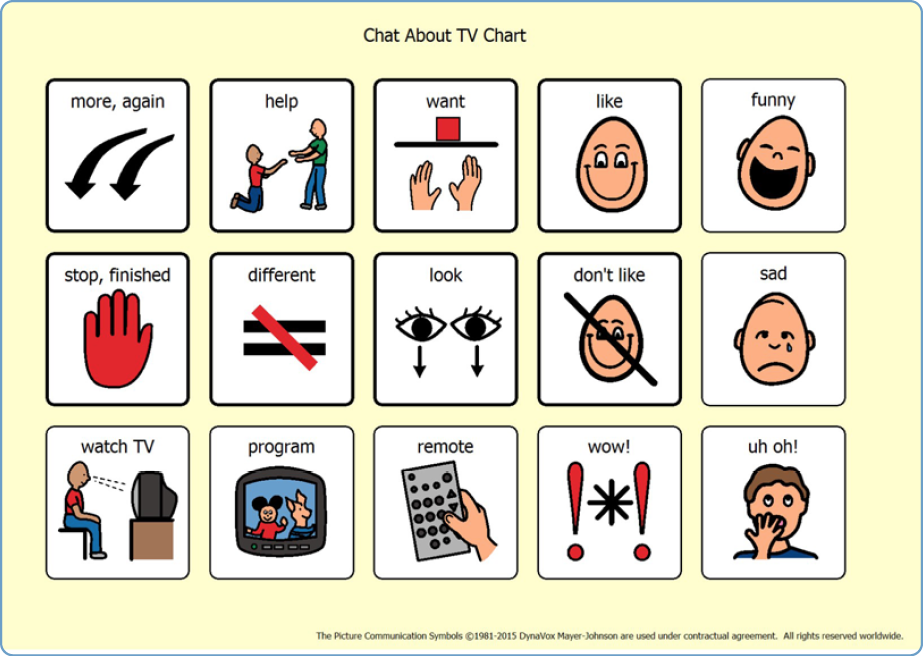 Chat About TV Chart
more, again
help
want
like
funny
stop, finished
different
look
don't like
sad
watch TV
program
remote
wow!
uh oh!
The Picture Communication Symbols ©1981-2015 DynaVox Mayer-Johnson are used under contractual agreement. All rights reserved worldwide.